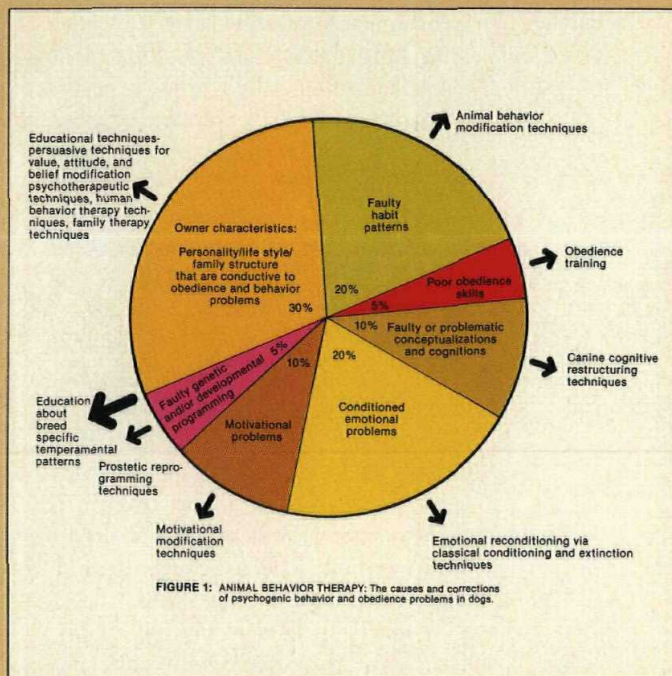 Educational techniques-
persuasive techniques for
value, attitude, and
belief modification
psychotherapeutic
techniques, human
behavior therapy tech-
niques, family therapy
techniques
Animal behavior
modification techniques
Owner characteristics:
Personality/life style/
family structure
that are conductive to
obedience and behavior
problems
30%
Faulty
habit
patterns
20%
Obedience
training
Poor obedience
skills
5%
Faulty or problematic
conceptualizations
and cognitions
10%
Canine cognitive
restructuring
techniques
Conditioned
emotional
problems
20%
Emotional reconditioning via
classical conditioning and extinction
techniques
Motivational
problems
10%
Motivational
modification
techniques
Faulty genetic
and/or developmental
programming
5%
Education
about
breed
specific
temperamental
patterns
Prostetic repro-
gramming
techniques
FIGURE 1: ANIMAL BEHAVIOR THERAPY: The causes and corrections
of psychogenic behavior and obedience problems in dogs.